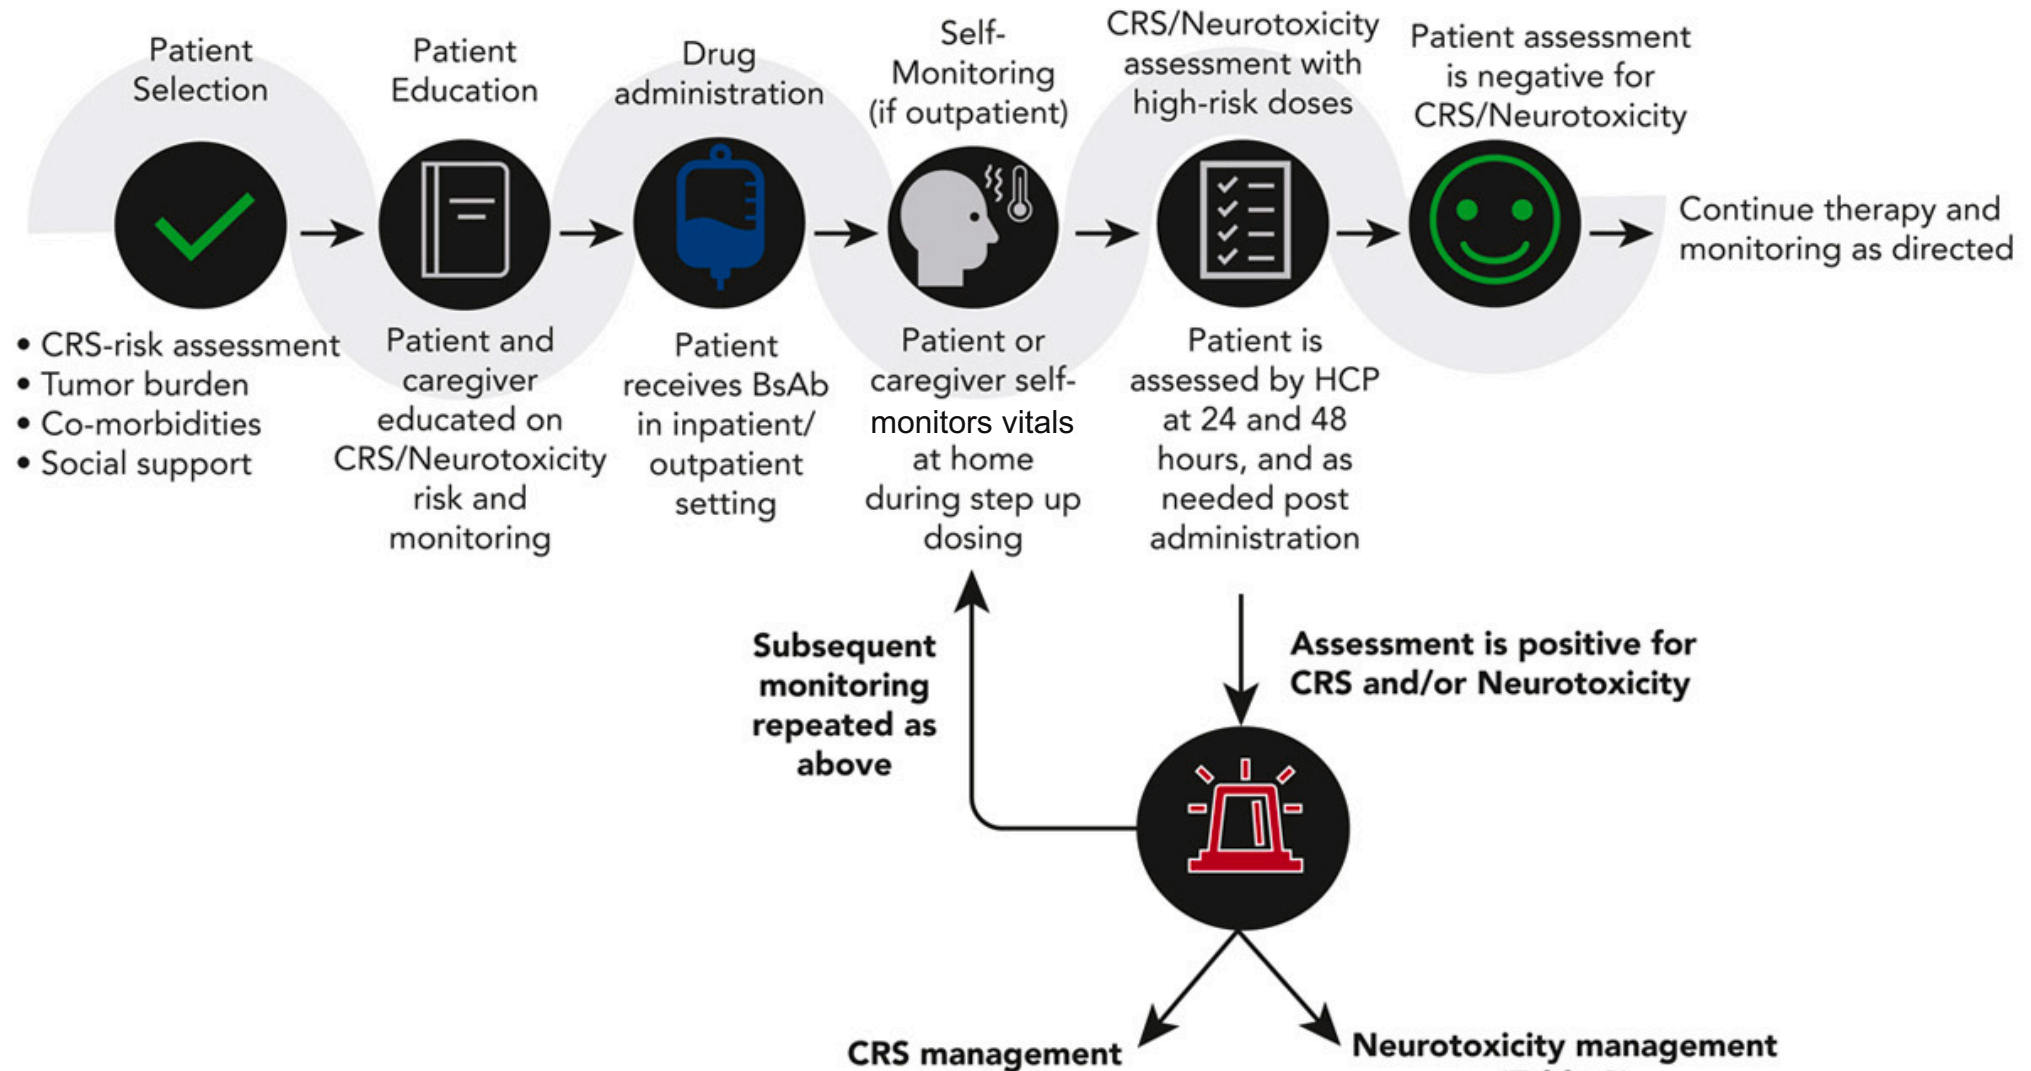 Patient
Selection
• CRS-risk assessment
• Tumor burden
• Co-morbidities
• Social support
Patient
Education
Patient and
caregiver
educated on
CRS/Neurotoxicity
risk and
monitoring
Drug
administration
Patient
receives BsAb
in inpatient/
outpatient
setting
Self-
Monitoring
(if outpatient)
Patient or
caregiver self-
monitors vitals
at home
during step up
dosing
CRS/Neurotoxicity
assessment with
high-risk doses
Patient is
assessed by HCP
at 24 and 48
hours, and as
needed post
administration
Patient assessment
is negative for
CRS/Neurotoxicity
Continue therapy and
monitoring as directed
Subsequent
monitoring
repeated as
above
Assessment is positive for
CRS and/or Neurotoxicity
CRS management
Neurotoxicity management